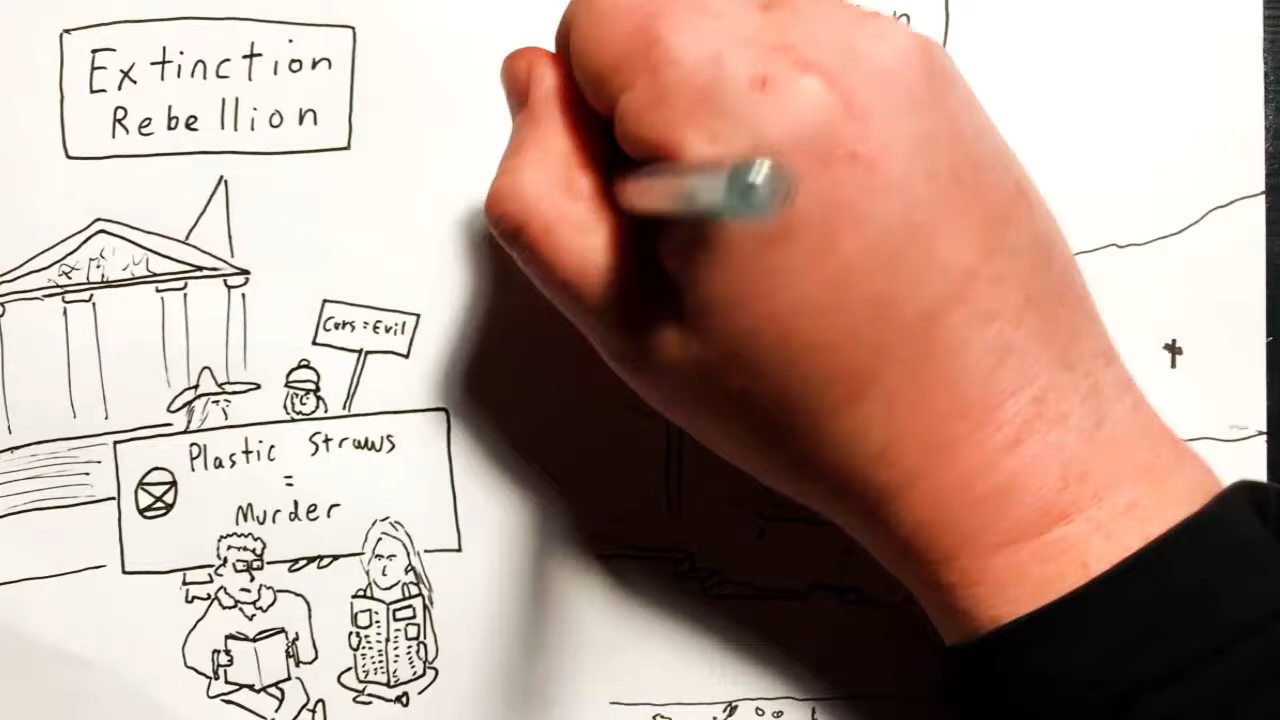 Extinction
Rebellion
Cars = Evil
Plastic Straws
=
Murder